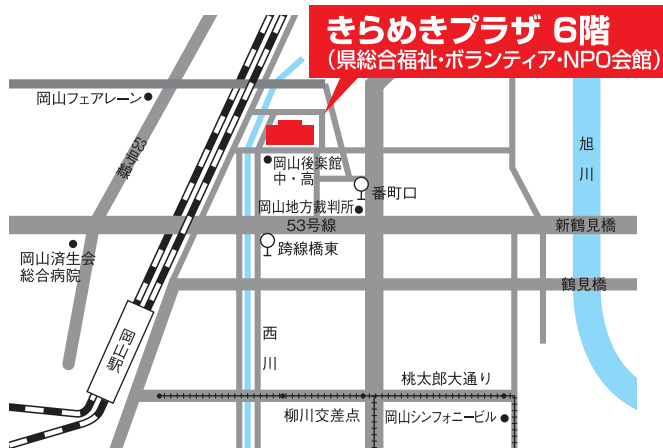 きらめきプラザ 6階
（県総合福祉・ボランティア・NPO会館）
岡山フェアレーン
53号線
旭川
岡山後楽館
中・高
番町口
岡山地方裁判所
53号線
新鶴見橋
跨線橋東
岡山済生会
総合病院
鶴見橋
西川
岡山駅
桃太郎大通り
柳川交差点
岡山シンフォニービル